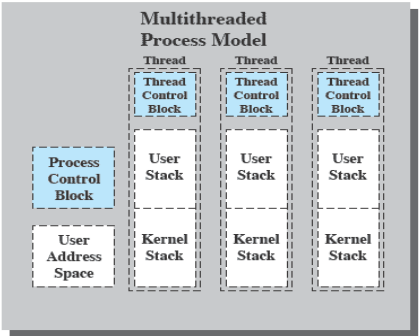 Multithreaded
Process Model
Thread
Thread
Thread
Thread
Control
Block
Thread
Control
Block
Thread
Control
Block
User
Stack
User
Stack
User
Stack
Process
Control
Block
User
Address
Space
Kernel
Stack
Kernel
Stack
Kernel
Stack